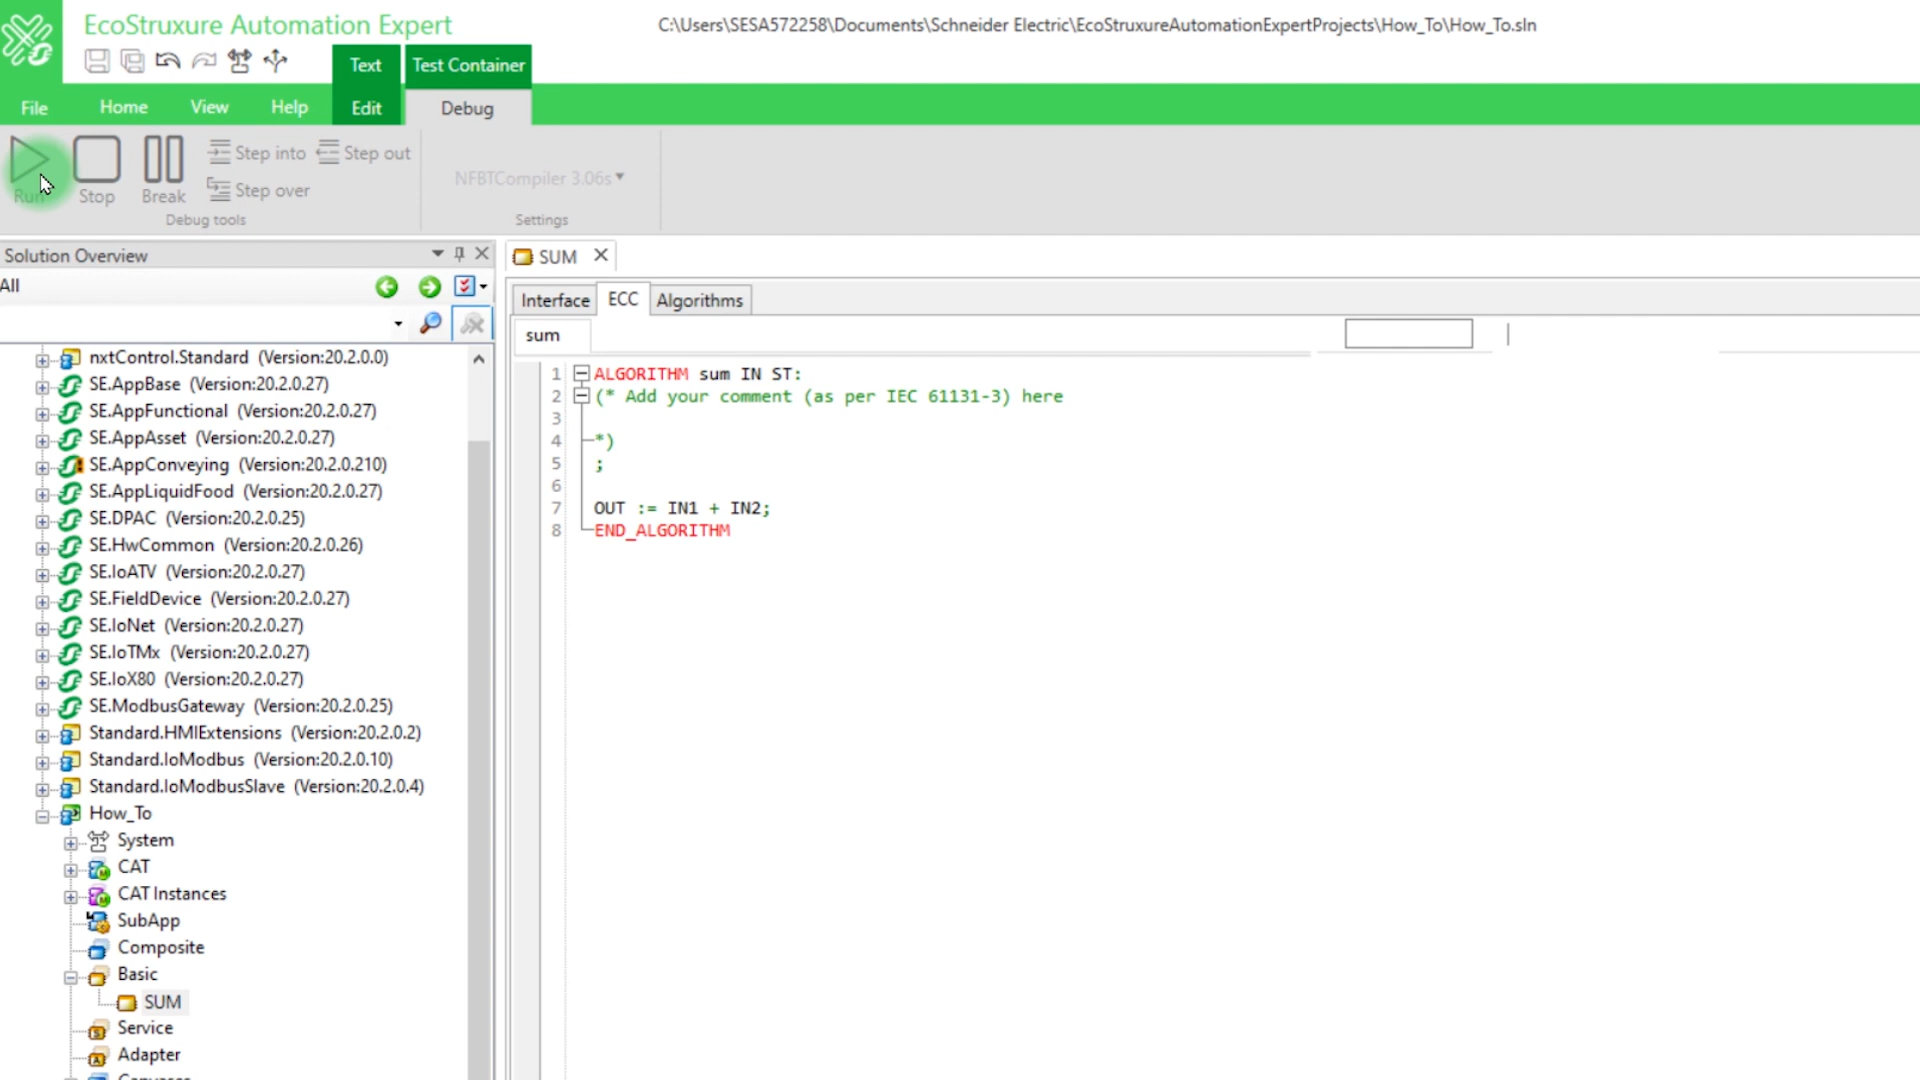 EcoStruxure Automation Expert
C:\Users\SESA572258\Documents\Schneider Electric\EcoStruxureAutomationExpertProjects\How_To\How_To.sln
Text
Test Container
File
Home
View
Help
Edit
Debug
Run
Stop
Break
Step into
Step out
Step over
NFBTCompiler 3.06s
Debug tools
Settings
Solution Overview
All
SUM
Interface
ECC
Algorithms
sum
nxtControl.Standard (Version:20.2.0.0)
SE.AppBase (Version:20.2.0.27)
SE.AppFunctional (Version:20.2.0.27)
SE.AppAsset (Version:20.2.0.27)
SE.AppConveying (Version:20.2.0.210)
SE.AppLiquidFood (Version:20.2.0.27)
SE.DPAC (Version:20.2.0.25)
SE.HwCommon (Version:20.2.0.26)
SE.IoATV (Version:20.2.0.27)
SE.FieldDevice (Version:20.2.0.27)
SE.IoNet (Version:20.2.0.27)
SE.IoTMx (Version:20.2.0.27)
SE.IoX80 (Version:20.2.0.27)
SE.ModbusGateway (Version:20.2.0.25)
Standard.HMIExtensions (Version:20.2.0.2)
Standard.IoModbus (Version:20.2.0.10)
Standard.IoModbusSlave (Version:20.2.0.4)
How_To
System
CAT
CAT Instances
SubApp
Composite
Basic
SUM
Service
Adapter
1 ALGORITHM sum IN ST:
2 (* Add your comment (as per IEC 61131-3) here
3
4 *)
5 ;
6
7 OUT := IN1 + IN2;
8 END_ALGORITHM